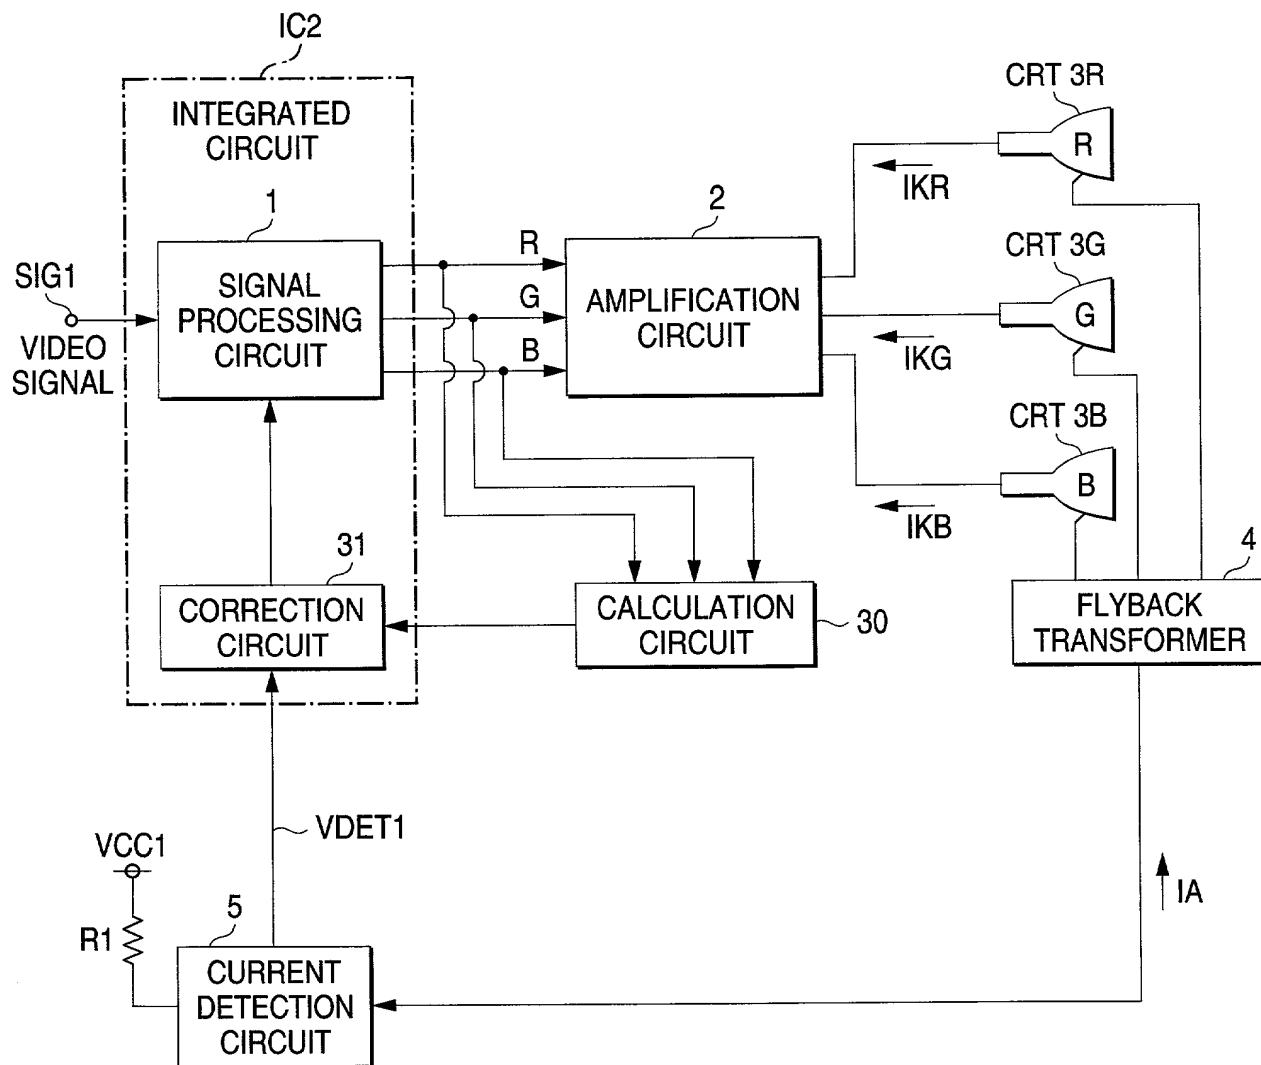 IC2
INTEGRATED
CIRCUIT
1
SIGNAL
PROCESSING
CIRCUIT
SIG1
VIDEO
SIGNAL
R
G
B
2
AMPLIFICATION
CIRCUIT
CRT 3R
R
IKR
CRT 3G
G
IKG
CRT 3B
B
IKB
31
CORRECTION
CIRCUIT
CALCULATION
CIRCUIT
30
4
FLYBACK
TRANSFORMER
VDET1
VCC1
R1
5
CURRENT
DETECTION
CIRCUIT
IA